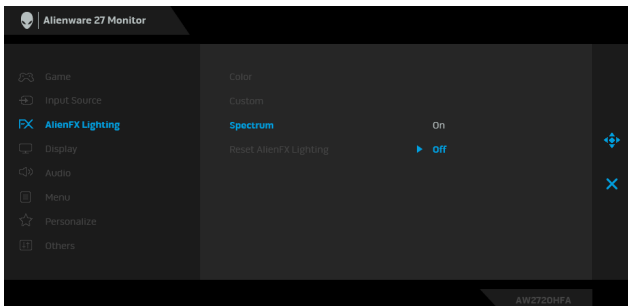 Alienware 27 Monitor
Game
Color
Input Source
Custom
FX AlienFX Lighting
Spectrum On
Display
Reset AlienFX Lighting Off
Audio
Menu
Personalize
Others
AW2720HFA